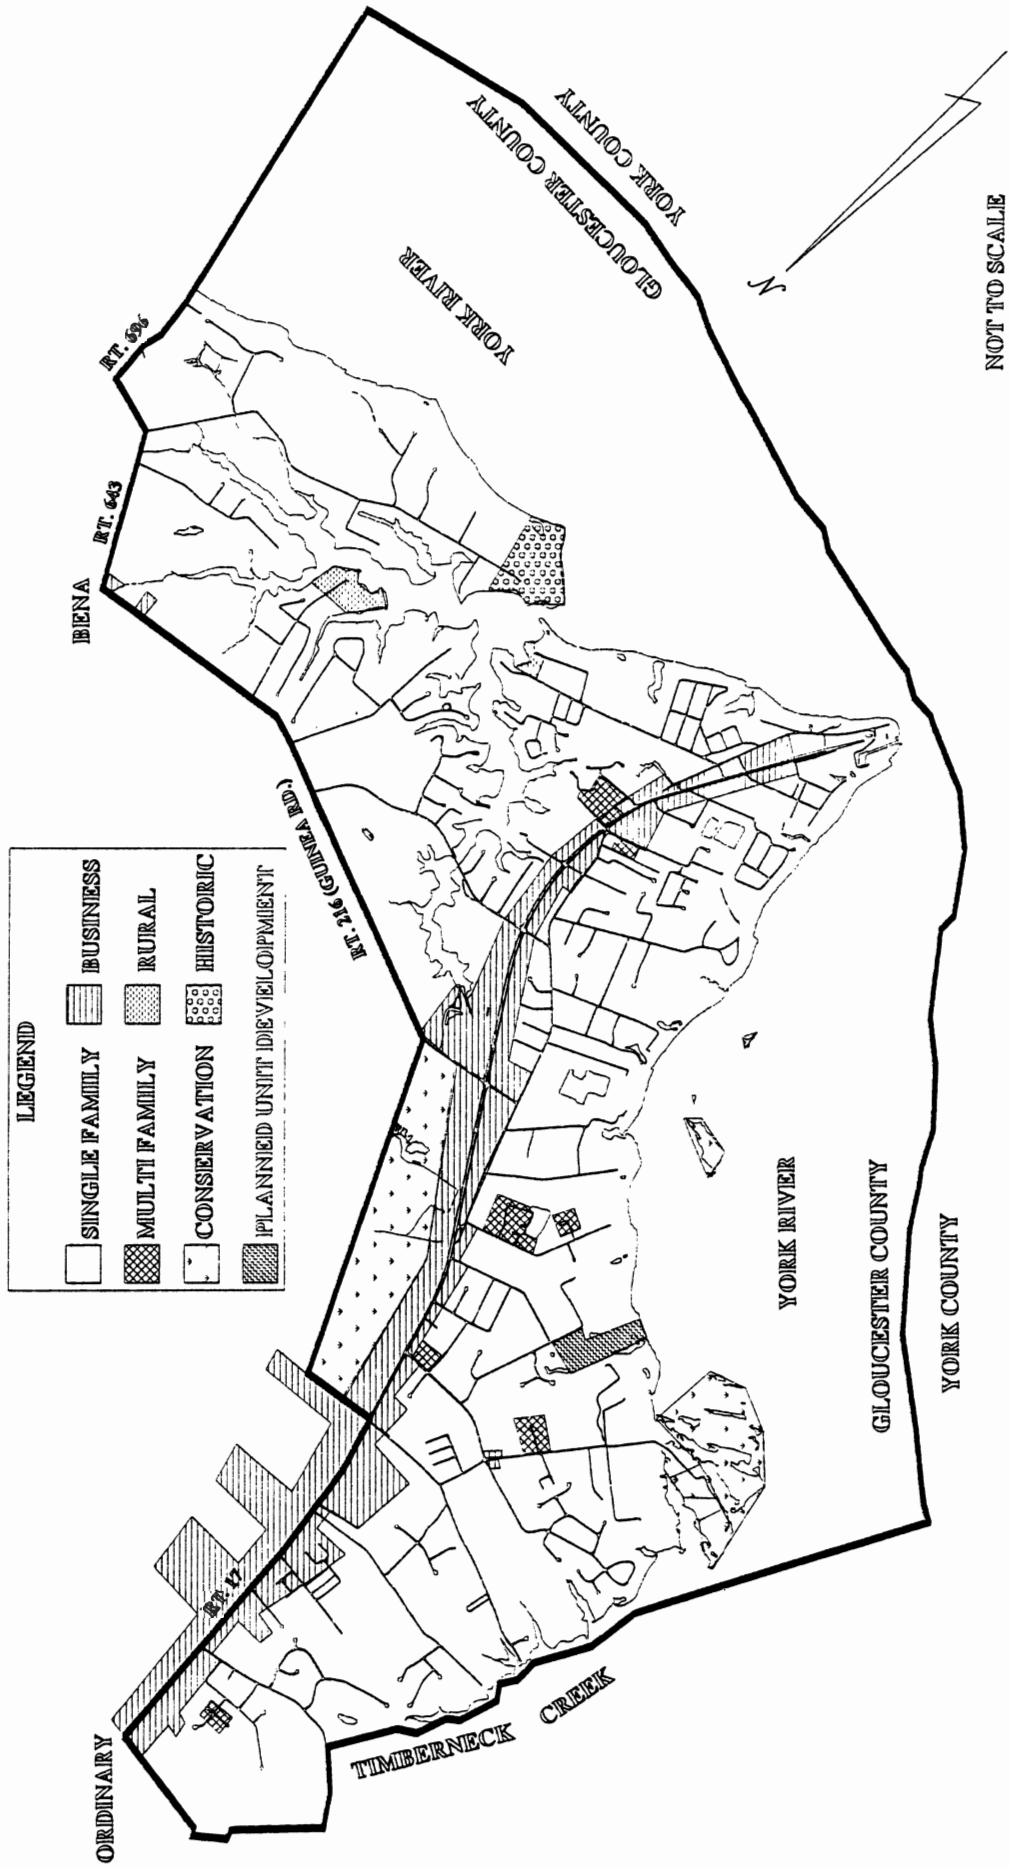 LEGEND
SINGLE FAMILY
BUSINESS
MULTI FAMILY
RURAL
CONSERVATION
HISTORIC
PLANNED UNIT DEVELOPMENT
ORDINARY
RT. 17
TIMBERNECK CREEK
RT. 216 (GUINEA RD.)
BENA
RT. 643
RT. 696
YORK RIVER
GLOUCESTER COUNTY
YORK COUNTY
YORK RIVER
GLOUCESTER COUNTY
YORK COUNTY
N
NOT TO SCALE